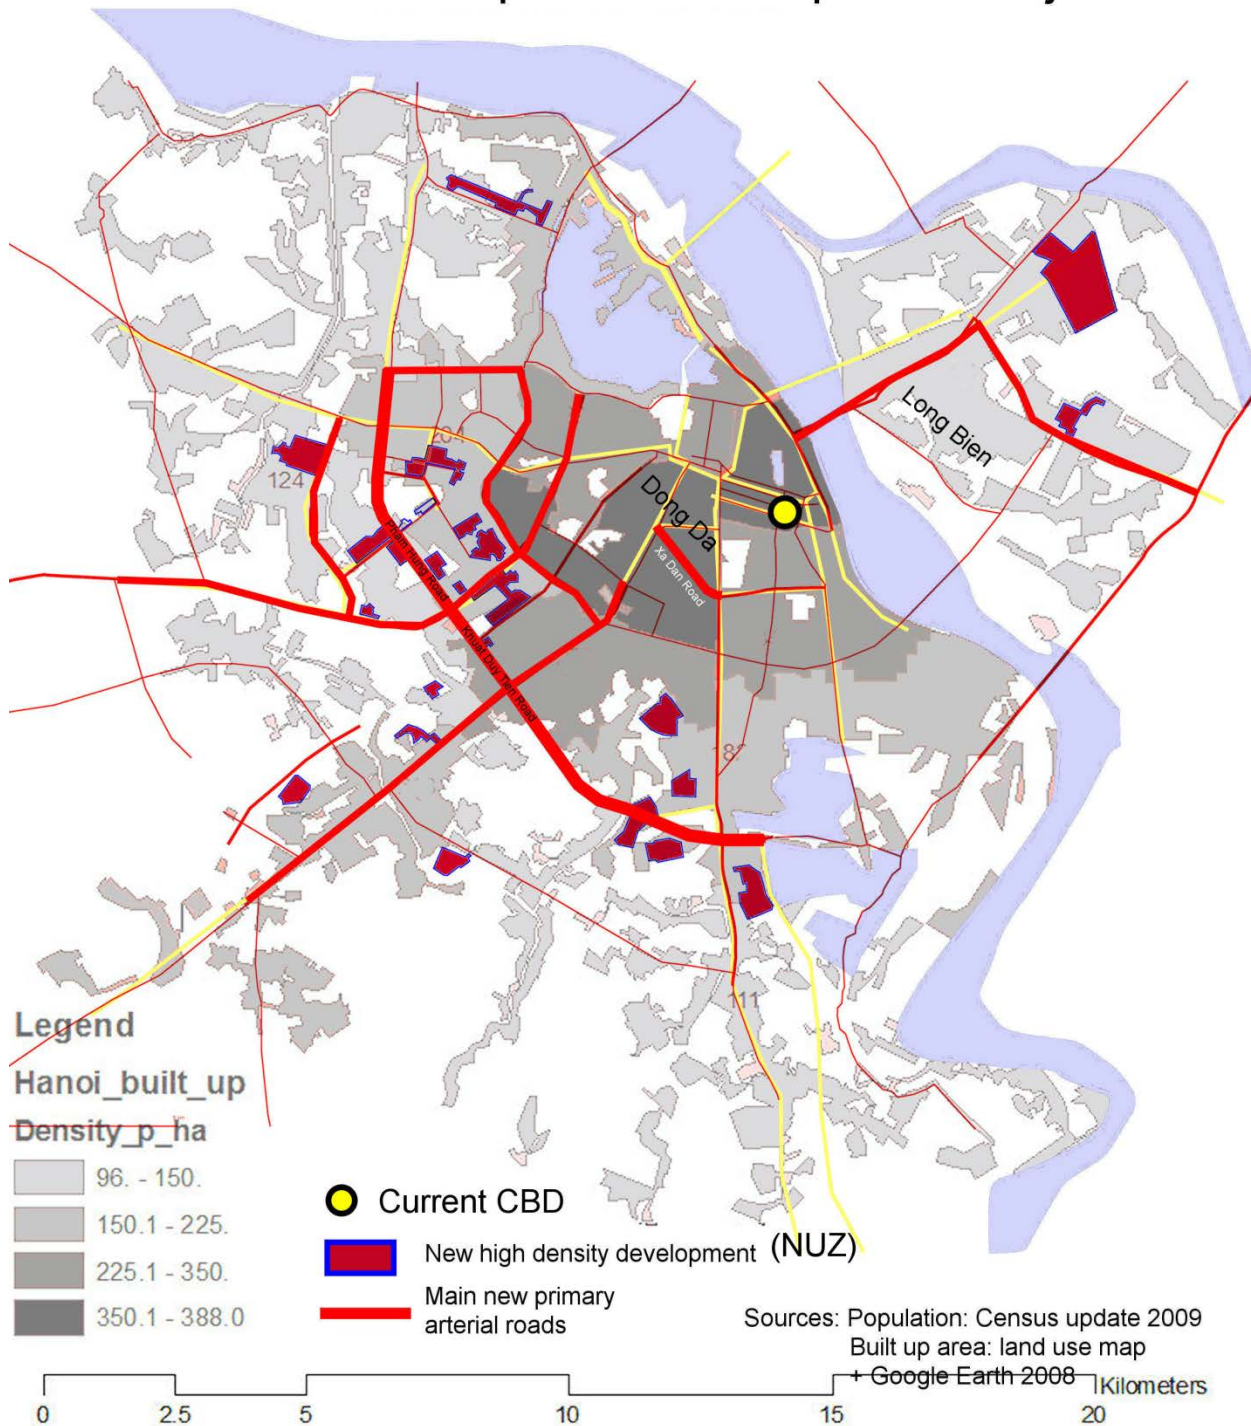 204
124
Long Bien
Dong Da
Xa Dan Road
Pham Hung Road
Khuat Duy Tien Road
111
Legend
Hanoi_built_up
Density_p_ha
96. - 150.
150.1 - 225.
225.1 - 350.
350.1 - 388.0
Current CBD
New high density development (NUZ)
Main new primary
arterial roads
Sources: Population: Census update 2009
Built up area: land use map
+ Google Earth 2008
Kilometers
0 2.5 5 10 15 20